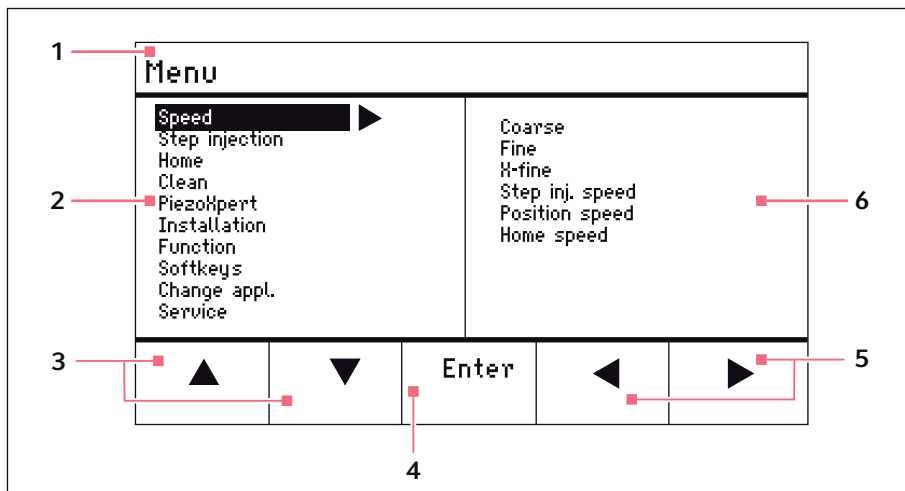 1
Menu
Speed
Step injection
Home
Clean
PiezoXpert
Installation
Function
Softkeys
Change appl.
Service
2
Coarse
Fine
X-fine
Step inj. speed
Position speed
Home speed
6
3
Enter
5
4